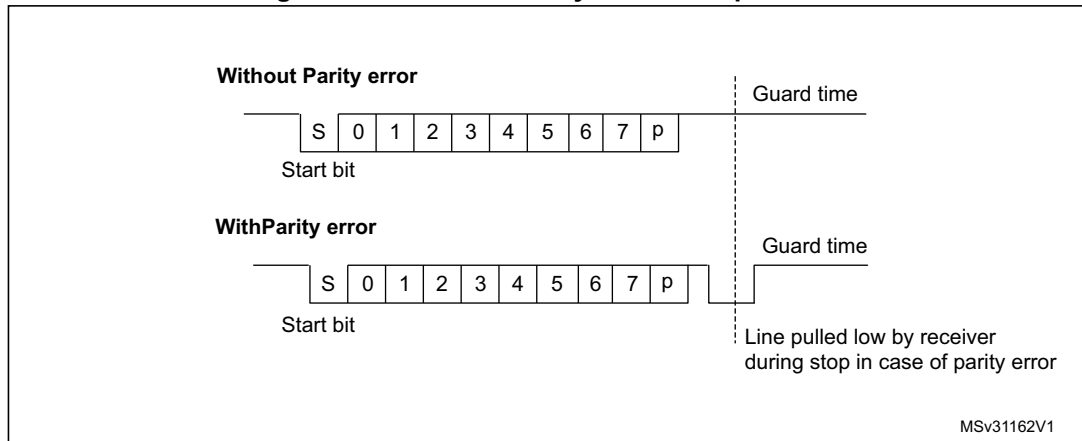 Without Parity error
Guard time
S 0 1 2 3 4 5 6 7 p
Start bit
WithParity error
Guard time
S 0 1 2 3 4 5 6 7 p
Start bit
Line pulled low by receiver
during stop in case of parity error
MSv31162V1